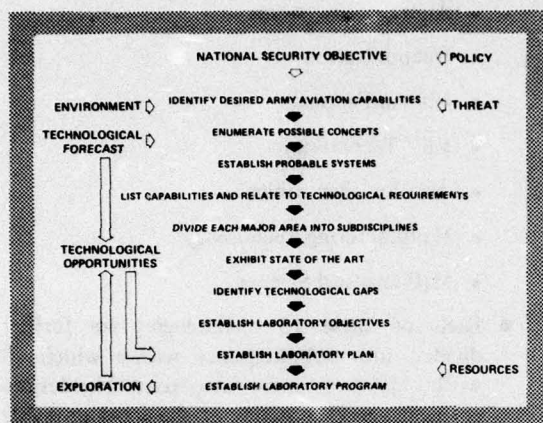 NATIONAL SECURITY OBJECTIVE POLICY
ENVIRONMENT IDENTIFY DESIRED ARMY AVIATION CAPABILITIES THREAT
TECHNOLOGICAL FORECAST ENUMERATE POSSIBLE CONCEPTS
ESTABLISH PROBABLE SYSTEMS
LIST CAPABILITIES AND RELATE TO TECHNOLOGICAL REQUIREMENTS
DIVIDE EACH MAJOR AREA INTO SUBDISCIPLINES
TECHNOLOGICAL OPPORTUNITIES
EXHIBIT STATE OF THE ART
IDENTIFY TECHNOLOGICAL GAPS
ESTABLISH LABORATORY OBJECTIVES
ESTABLISH LABORATORY PLAN RESOURCES
EXPLORATION ESTABLISH LABORATORY PROGRAM